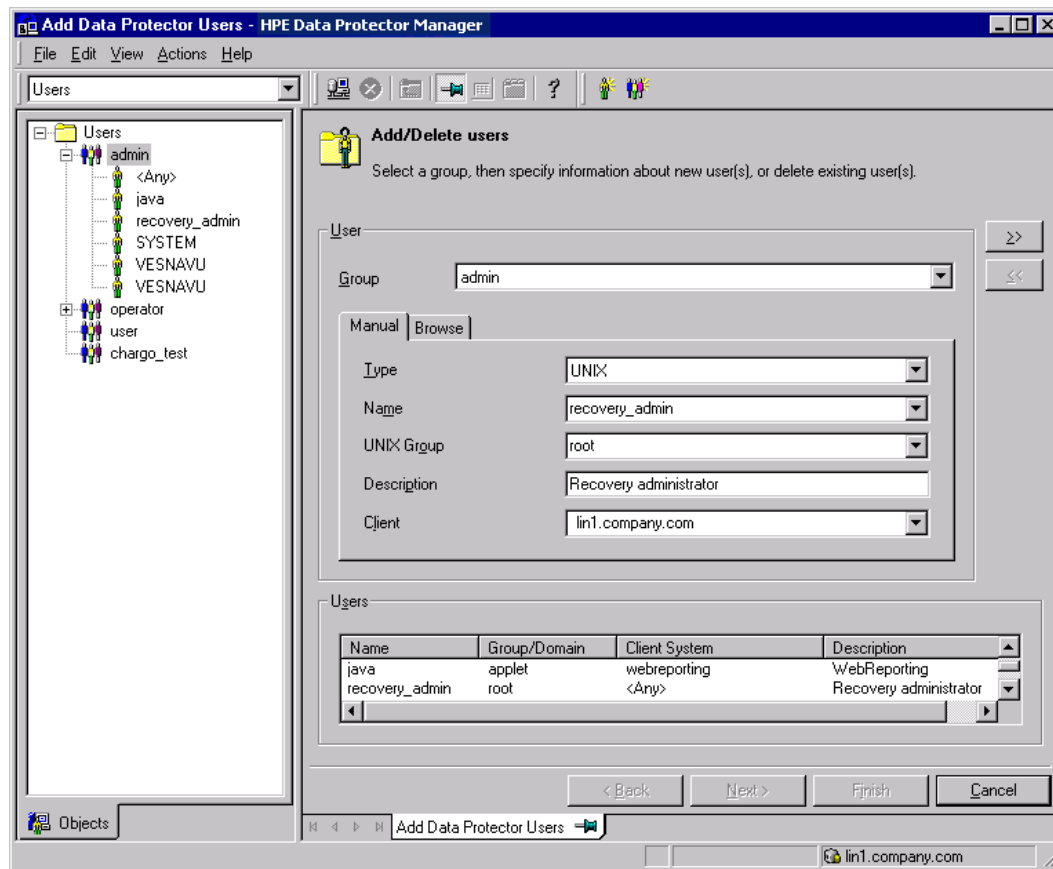 Add Data Protector Users - HPE Data Protector Manager
File Edit View Actions Help
Users
Users
admin
<Any>
java
recovery_admin
SYSTEM
VESNAVU
VESNAVU
operator
user
chargo_test
Objects
Add/Delete users
Select a group, then specify information about new user(s), or delete existing user(s).
User
>>
<<
Group admin
Manual Browse
Type UNIX
Name recovery_admin
UNIX Group root
Description Recovery administrator
Client lin1.company.com
Users
Name Group/Domain Client System Description
java applet webreporting WebReporting
recovery_admin root <Any> Recovery administrator
< Back Next > Finish Cancel
Add Data Protector Users
lin1.company.com